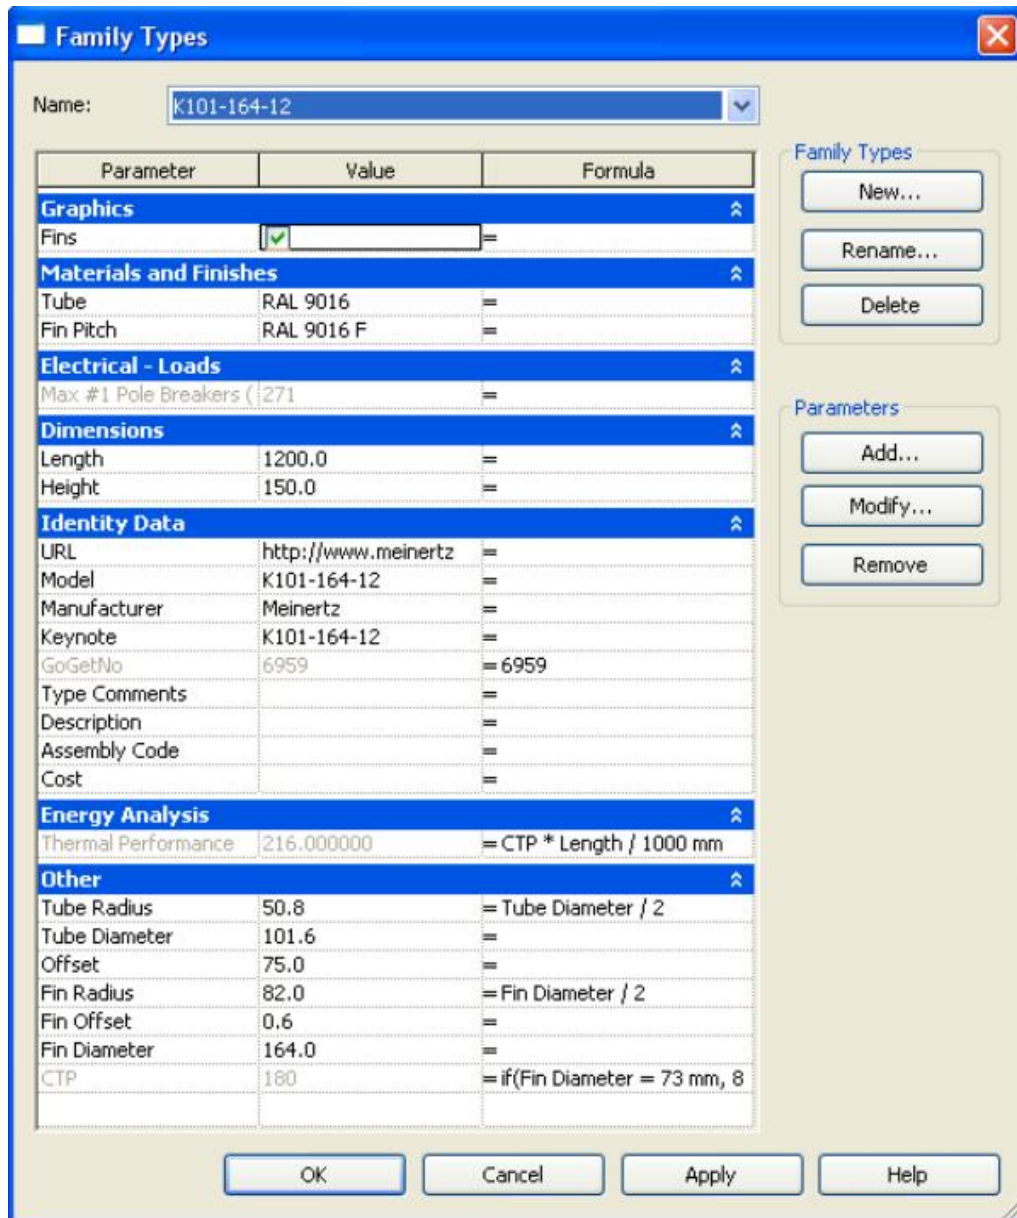 Family Types
Name: K101-164-12
Parameter Value Formula
Graphics
Fins =
Materials and Finishes
Tube RAL 9016 =
Fin Pitch RAL 9016 F =
Electrical - Loads
Max #1 Pole Breakers ( 271 =
Dimensions
Length 1200.0 =
Height 150.0 =
Identity Data
URL http://www.meinertz =
Model K101-164-12 =
Manufacturer Meinertz =
Keynote K101-164-12 =
GoGetNo 6959 = 6959
Type Comments =
Description =
Assembly Code =
Cost =
Energy Analysis
Thermal Performance 216.000000 = CTP * Length / 1000 mm
Other
Tube Radius 50.8 = Tube Diameter / 2
Tube Diameter 101.6 =
Offset 75.0 =
Fin Radius 82.0 = Fin Diameter / 2
Fin Offset 0.6 =
Fin Diameter 164.0 =
CTP 180 = if(Fin Diameter = 73 mm, 8
Family Types
New...
Rename...
Delete
Parameters
Add...
Modify...
Remove
OK Cancel Apply Help